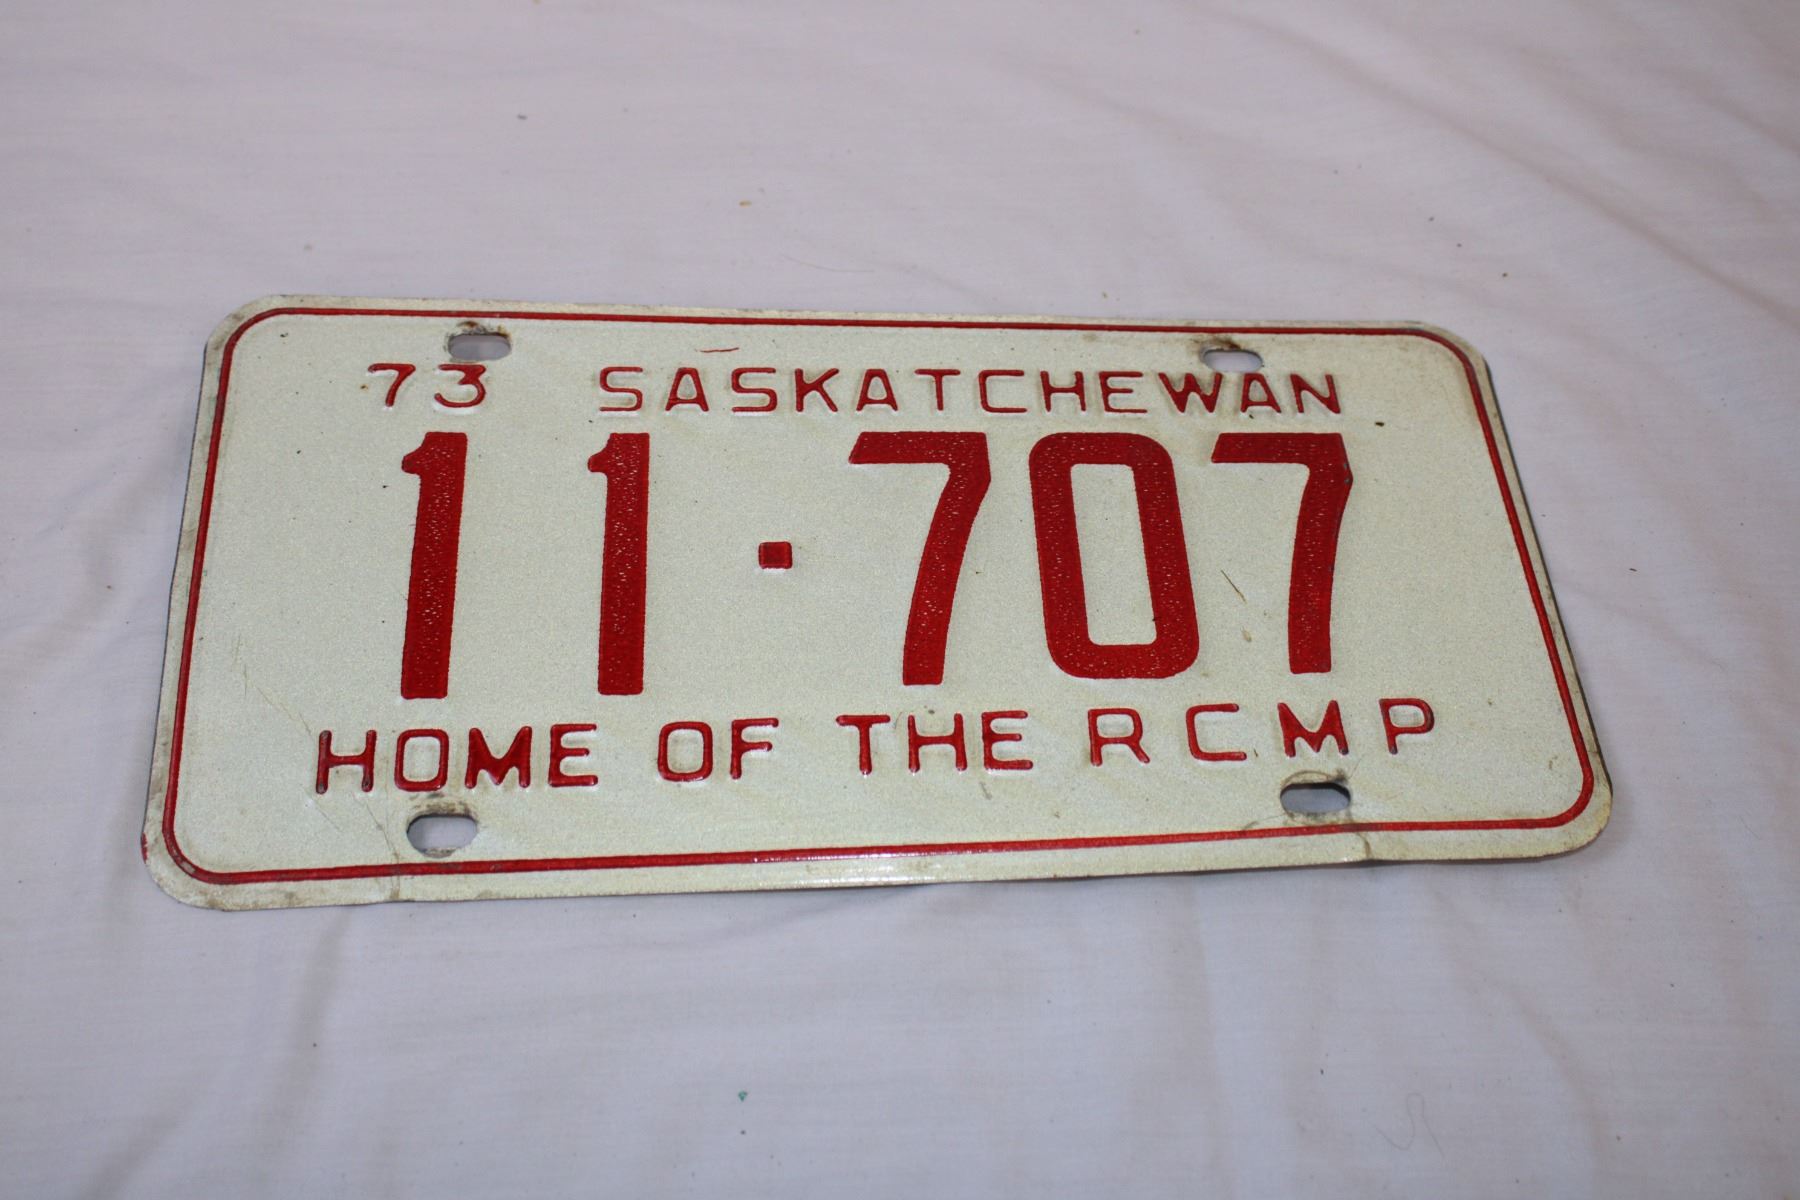 73 SASKATCHEWAN
11·707
HOME OF THE RCMP